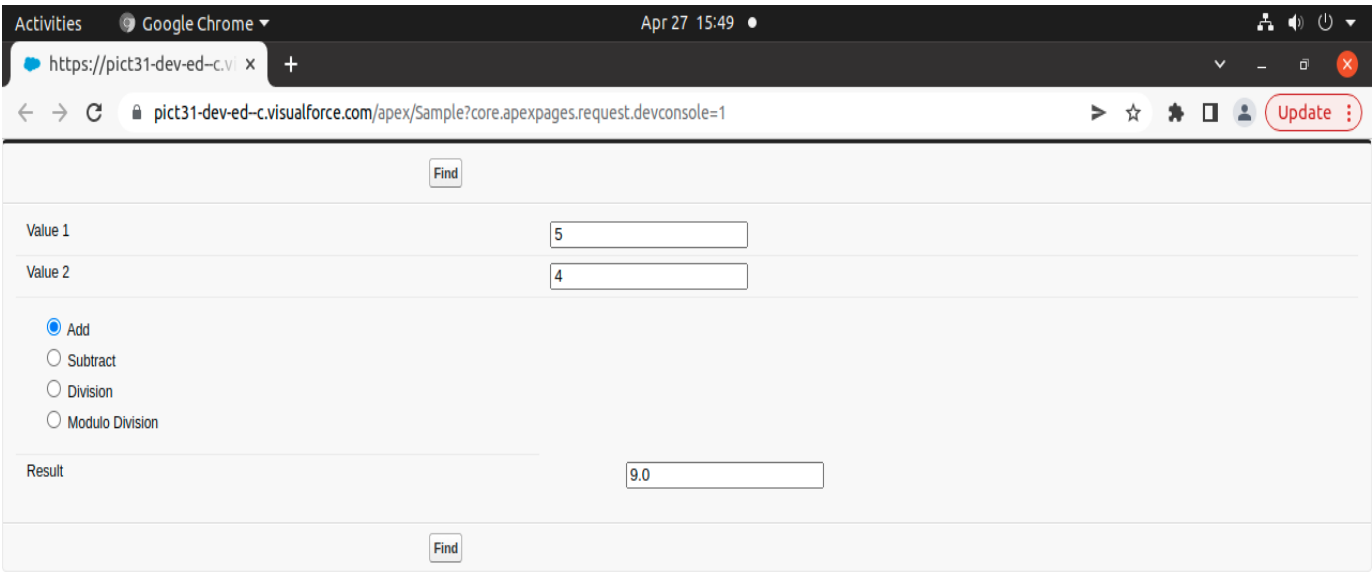 Activities Google Chrome Apr 27 15:49
https://pict31-dev-ed--c.vi
pict31-dev-ed--c.visualforce.com/apex/Sample?core.apexpages.request.devconsole=1 Update
Find
Value 1 5
Value 2 4
Add
Subtract
Division
Modulo Division
Result 9.0
Find